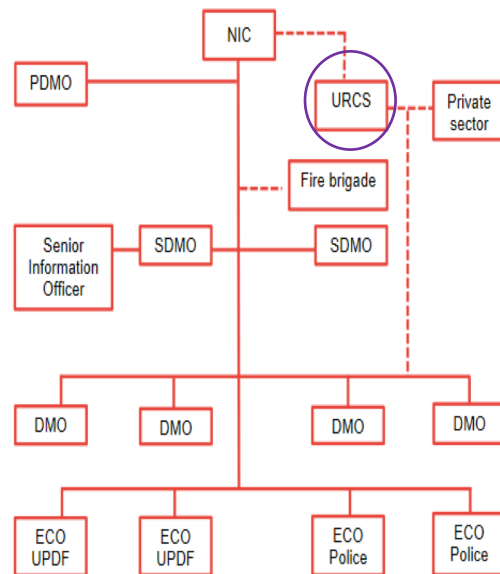 NIC
PDMO
URCS
Private
sector
Fire brigade
Senior
Information
Officer
SDMO
SDMO
DMO
DMO
DMO
DMO
ECO
UPDF
ECO
UPDF
ECO
Police
ECO
Police